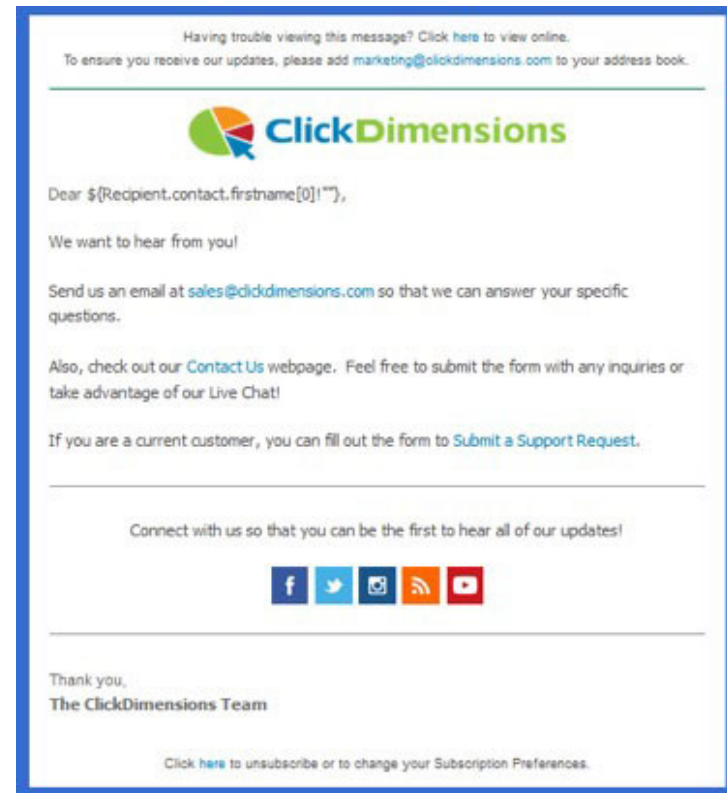 Having trouble viewing this message? Click here to view online.
To ensure you receive our updates, please add marketing@clickdimensions.com to your address book.
ClickDimensions
Dear ${Recipient.contact.firstname[0]!""},
We want to hear from you!
Send us an email at sales@clickdimensions.com so that we can answer your specific
questions.
Also, check out our Contact Us webpage.  Feel free to submit the form with any inquiries or
take advantage of our Live Chat!
If you are a current customer, you can fill out the form to Submit a Support Request.
Connect with us so that you can be the first to hear all of our updates!
Thank you,
The ClickDimensions Team
Click here to unsubscribe or to change your Subscription Preferences.